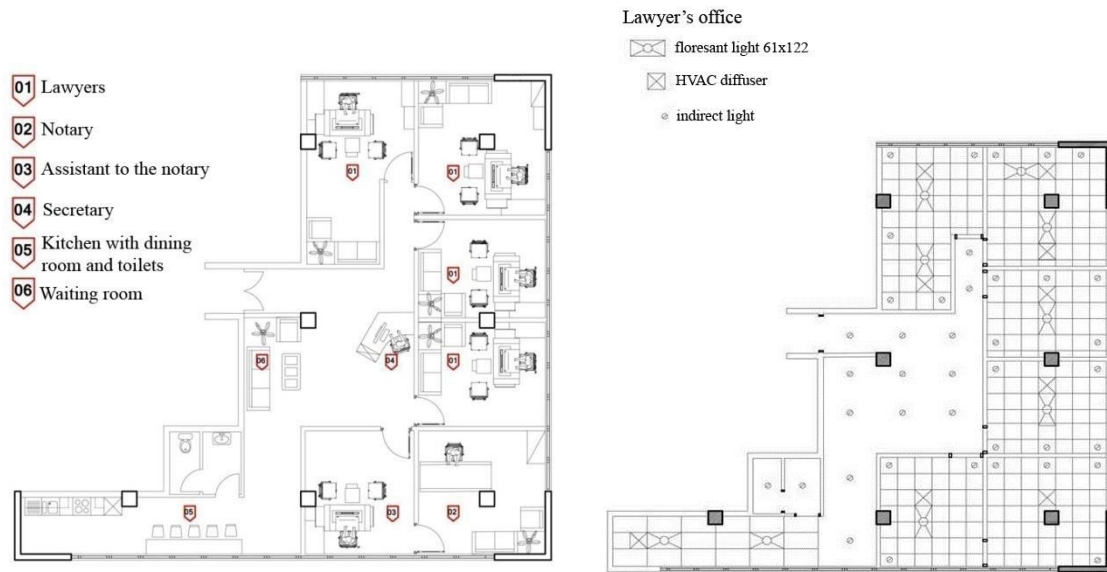 01 Lawyers
02 Notary
03 Assistant to the notary
04 Secretary
05 Kitchen with dining
room and toilets
06 Waiting room
Lawyer’s office
floresant light 61x122
HVAC diffuser
indirect light
01
01
01
06
04
01
05
03
02